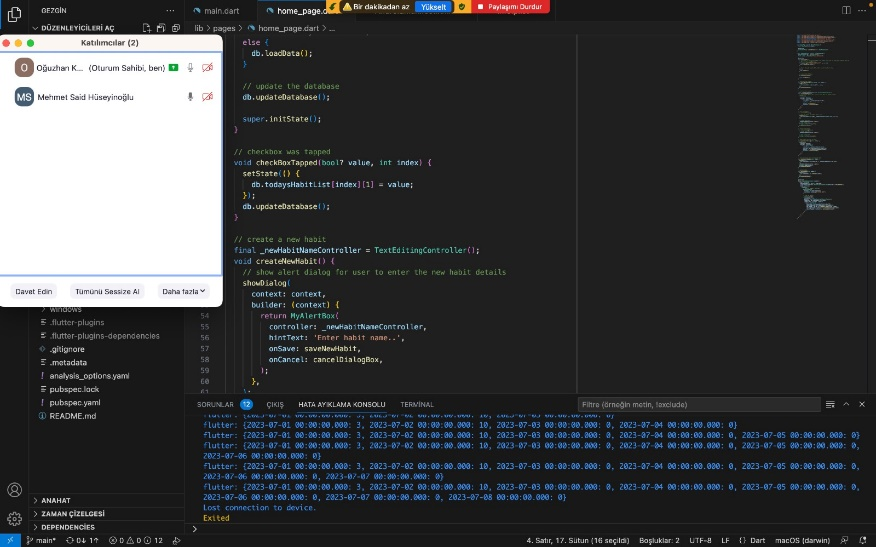 GEZGİN
DÜZENLEYİCİLERİ AÇ
main.dart
home_page.dart
Bir dakikadan az
Yükselt
Paylaşımı Durdur
lib > pages > home_page.dart > ...
Katılımcılar (2)
O Oğuzhan K... (Oturum Sahibi, ben)
MS Mehmet Said Hüseyinoğlu
Davet Edin
Tümünü Sessize Al
Daha fazla
windows
.flutter-plugins
.flutter-plugins-dependencies
.gitignore
.metadata
analysis_options.yaml
pubspec.lock
pubspec.yaml
README.md
ANAHAT
ZAMAN ÇİZELGESİ
DEPENDENCIES
else {
db.loadData();
}
// update the database
db.updateDatabase();
super.initState();
}
// checkbox was tapped
void checkBoxTapped(bool? value, int index) {
setState(() {
db.todaysHabitList[index][1] = value;
});
db.updateDatabase();
}
// create a new habit
final _newHabitNameController = TextEditingController();
void createNewHabit() {
// show alert dialog for user to enter the new habit details
showDialog(
context: context,
builder: (context) {
54 return MyAlertBox(
55 controller: _newHabitNameController,
56 hintText: 'Enter habit name..',
57 onSave: saveNewHabit,
58 onCancel: cancelDialogBox,
59 );
60 },
61 );
SORUNLAR 12 ÇIKIŞ HATA AYIKLAMA KONSOLU TERMİNAL
Filtre (örneğin metin, !exclude)
flutter: {2023-07-01 00:00:00.000: 3, 2023-07-02 00:00:00.000: 10, 2023-07-03 00:00:00.000: 0}
flutter: {2023-07-01 00:00:00.000: 3, 2023-07-02 00:00:00.000: 10, 2023-07-03 00:00:00.000: 0, 2023-07-04 00:00:00.000: 0}
flutter: {2023-07-01 00:00:00.000: 3, 2023-07-02 00:00:00.000: 10, 2023-07-03 00:00:00.000: 0, 2023-07-04 00:00:00.000: 0, 2023-07-05 00:00:00.000: 0}
flutter: {2023-07-01 00:00:00.000: 3, 2023-07-02 00:00:00.000: 10, 2023-07-03 00:00:00.000: 0, 2023-07-04 00:00:00.000: 0, 2023-07-05 00:00:00.000: 0,
2023-07-06 00:00:00.000: 0}
flutter: {2023-07-01 00:00:00.000: 3, 2023-07-02 00:00:00.000: 10, 2023-07-03 00:00:00.000: 0, 2023-07-04 00:00:00.000: 0, 2023-07-05 00:00:00.000: 0,
2023-07-06 00:00:00.000: 0, 2023-07-07 00:00:00.000: 0}
flutter: {2023-07-01 00:00:00.000: 3, 2023-07-02 00:00:00.000: 10, 2023-07-03 00:00:00.000: 0, 2023-07-04 00:00:00.000: 0, 2023-07-05 00:00:00.000: 0,
2023-07-06 00:00:00.000: 0, 2023-07-07 00:00:00.000: 0, 2023-07-08 00:00:00.000: 0}
Lost connection to device.
Exited
main* 0↓ 1↑ 0 0 12
4. Satır, 17. Sütun (16 seçildi) Boşluklar: 2 UTF-8 LF {} Dart macOS (darwin)